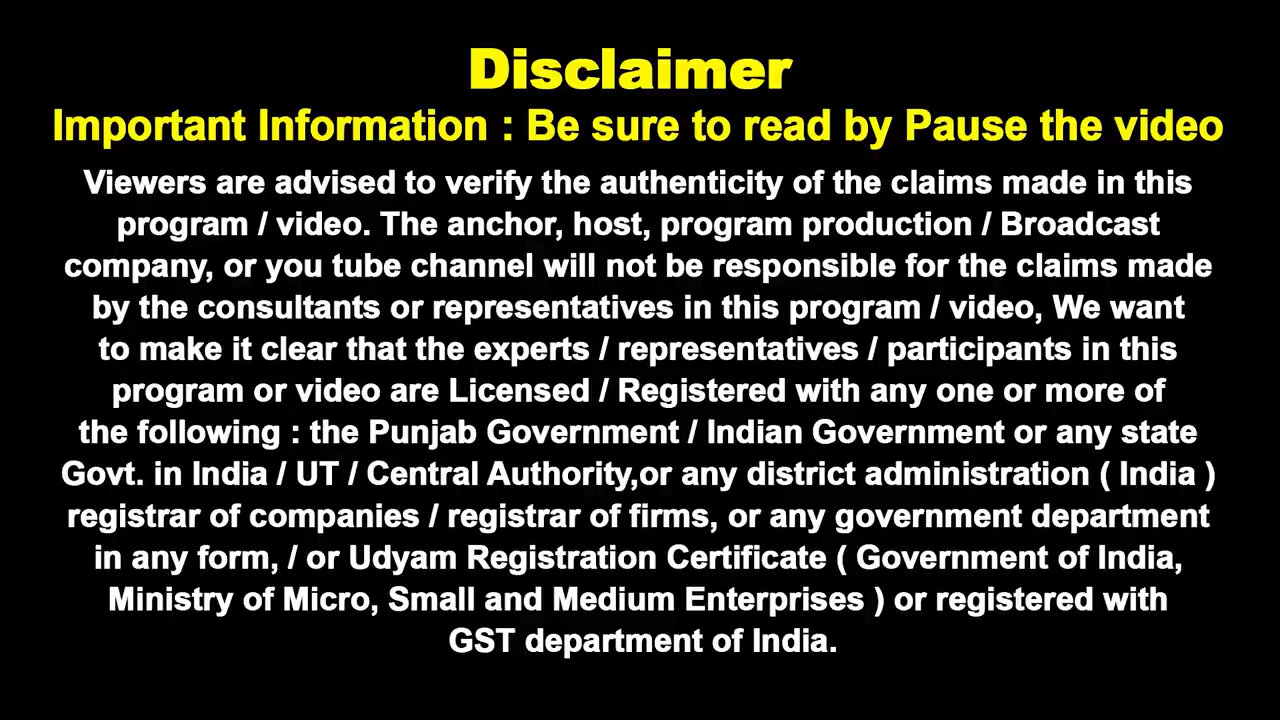 Disclaimer
Important Information : Be sure to read by Pause the video
Viewers are advised to verify the authenticity of the claims made in this
program / video. The anchor, host, program production / Broadcast
company, or you tube channel will not be responsible for the claims made
by the consultants or representatives in this program / video, We want
to make it clear that the experts / representatives / participants in this
program or video are Licensed / Registered with any one or more of
the following : the Punjab Government / Indian Government or any state
Govt. in India / UT / Central Authority,or any district administration ( India )
registrar of companies / registrar of firms, or any government department
in any form, / or Udyam Registration Certificate ( Government of India,
Ministry of Micro, Small and Medium Enterprises ) or registered with
GST department of India.